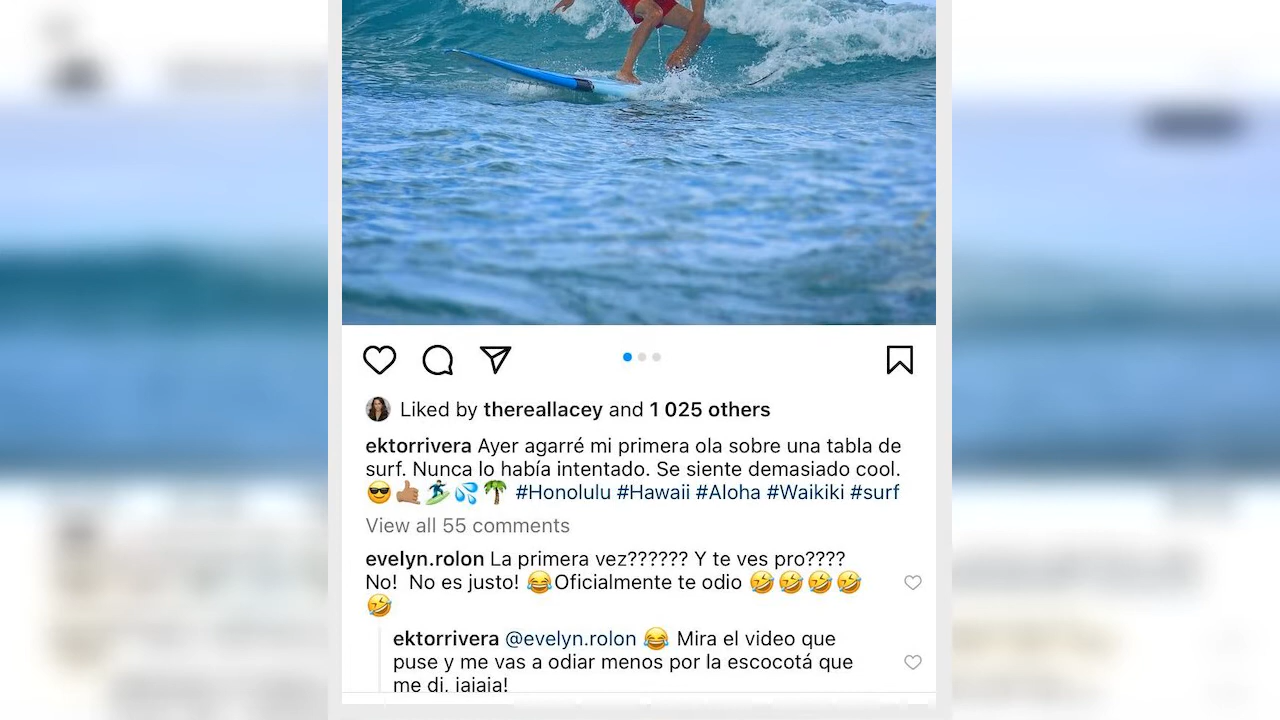 Liked by thereallacey and 1 025 others
ektorrivera Ayer agarré mi primera ola sobre una tabla de
surf. Nunca lo había intentado. Se siente demasiado cool.
😎🤙🏽🏄🏻‍♂️💦🌴 #Honolulu #Hawaii #Aloha #Waikiki #surf
View all 55 comments
evelyn.rolon La primera vez?????? Y te ves pro????
No! No es justo! 😂Oficialmente te odio 🤣🤣🤣🤣
🤣
ektorrivera @evelyn.rolon 😂 Mira el video que
puse y me vas a odiar menos por la escocotá que
me di, jajaja!